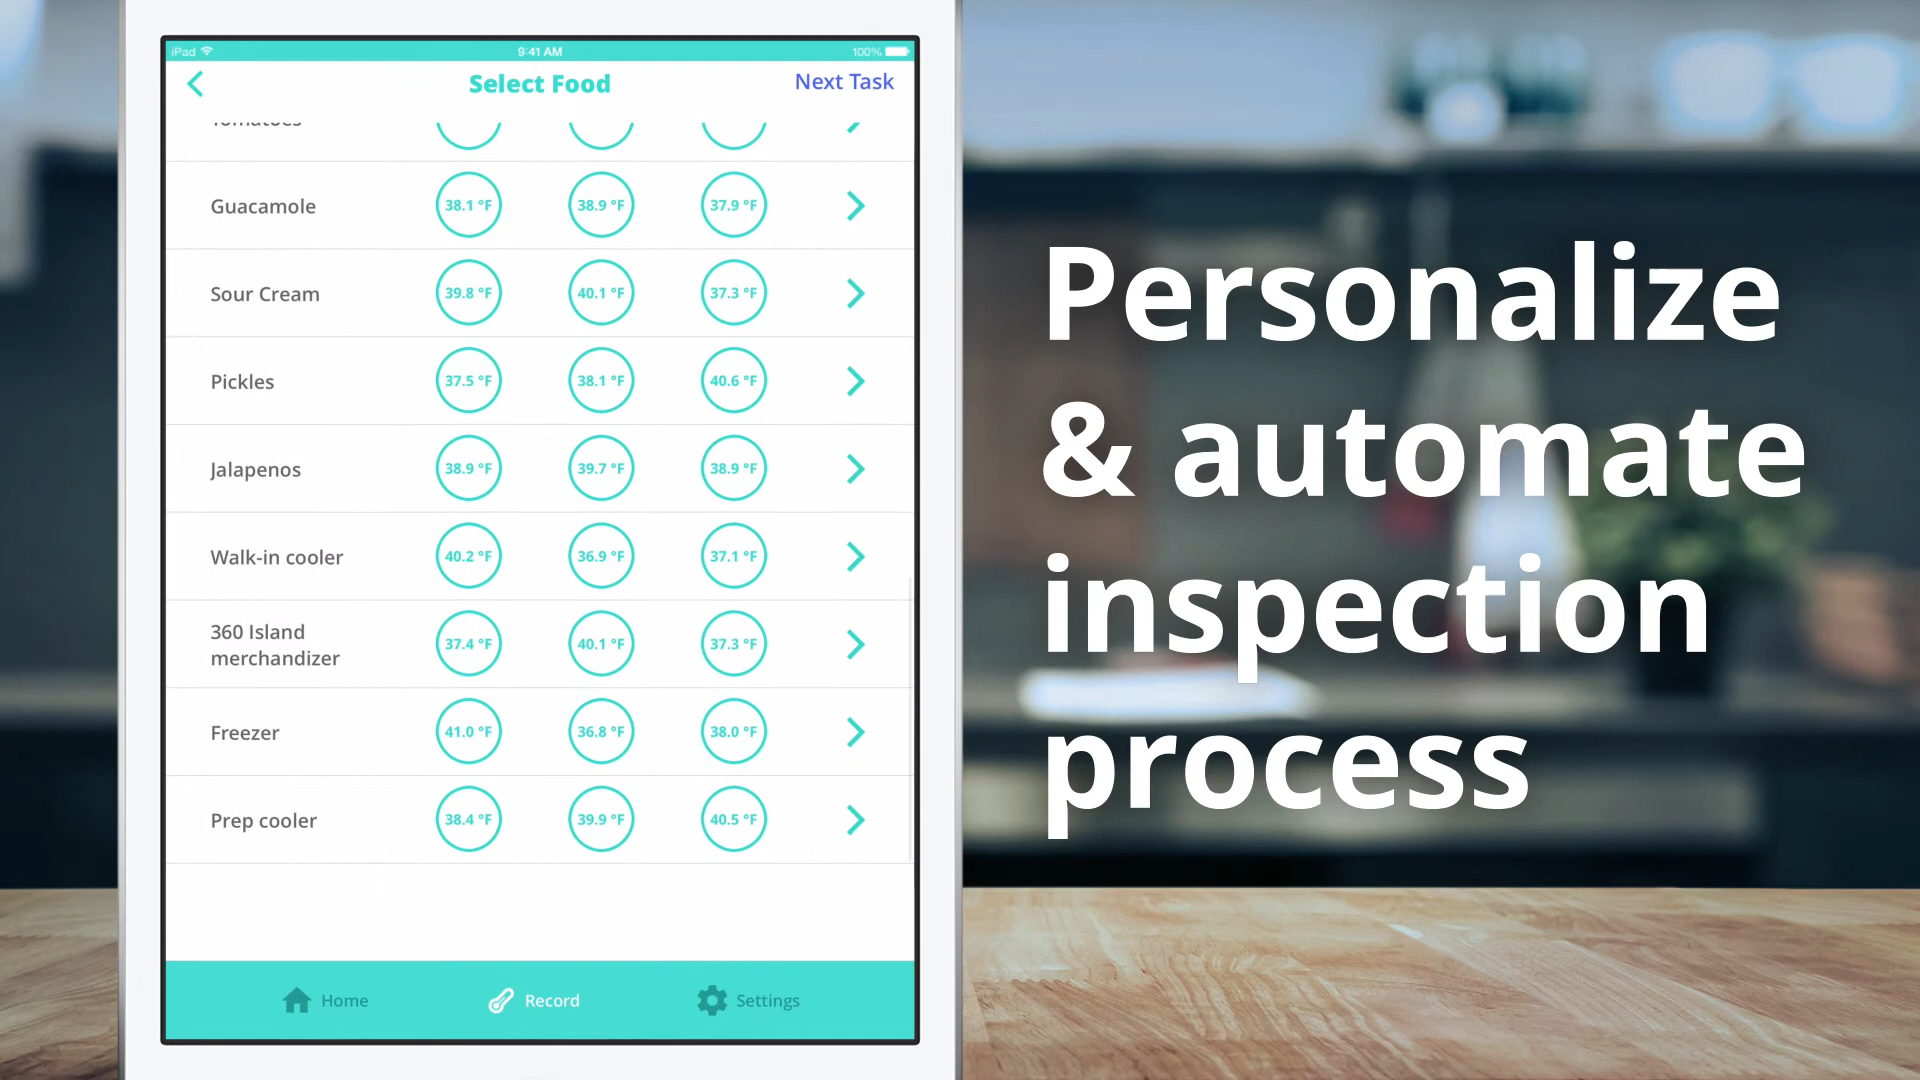 iPad 9:41 AM 100%
Select Food Next Task
Tomatoes
Guacamole 38.1 °F 38.9 °F 37.9 °F
Sour Cream 39.8 °F 40.1 °F 37.3 °F
Pickles 37.5 °F 38.1 °F 40.6 °F
Jalapenos 38.9 °F 39.7 °F 38.9 °F
Walk-in cooler 40.2 °F 36.9 °F 37.1 °F
360 Island
merchandizer 37.4 °F 40.1 °F 37.3 °F
Freezer 41.0 °F 36.8 °F 38.0 °F
Prep cooler 38.4 °F 39.9 °F 40.5 °F
Home Record Settings
Personalize
& automate
inspection
process